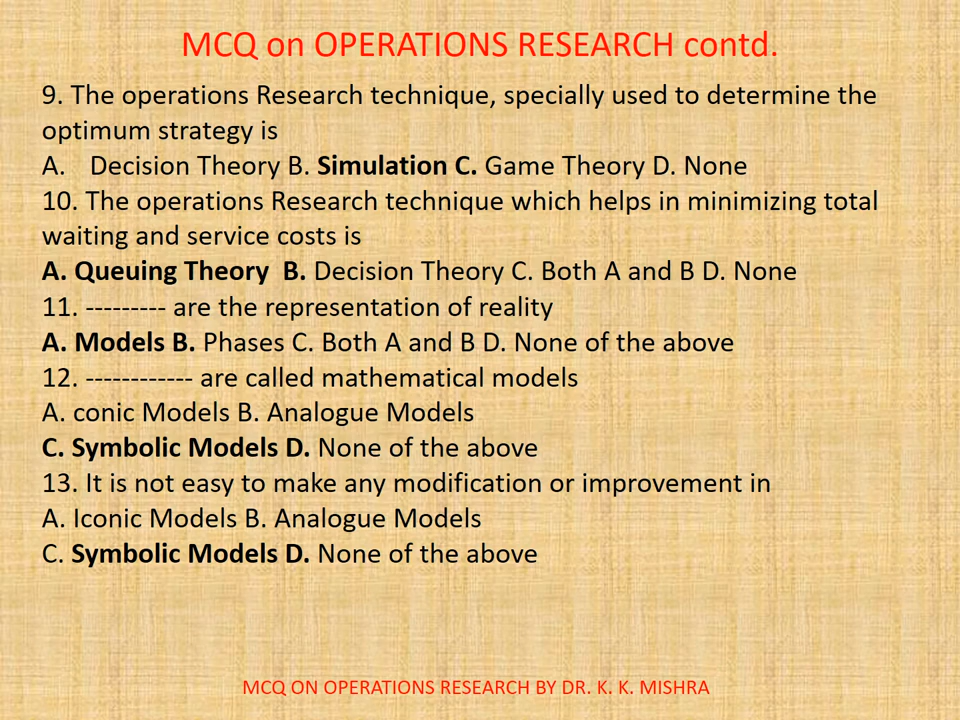 MCQ on OPERATIONS RESEARCH contd.
9. The operations Research technique, specially used to determine the
optimum strategy is
A. Decision Theory B. Simulation C. Game Theory D. None
10. The operations Research technique which helps in minimizing total
waiting and service costs is
A. Queuing Theory B. Decision Theory C. Both A and B D. None
11. --------- are the representation of reality
A. Models B. Phases C. Both A and B D. None of the above
12. ------------ are called mathematical models
A. conic Models B. Analogue Models
C. Symbolic Models D. None of the above
13. It is not easy to make any modification or improvement in
A. Iconic Models B. Analogue Models
C. Symbolic Models D. None of the above
MCQ ON OPERATIONS RESEARCH BY DR. K. K. MISHRA